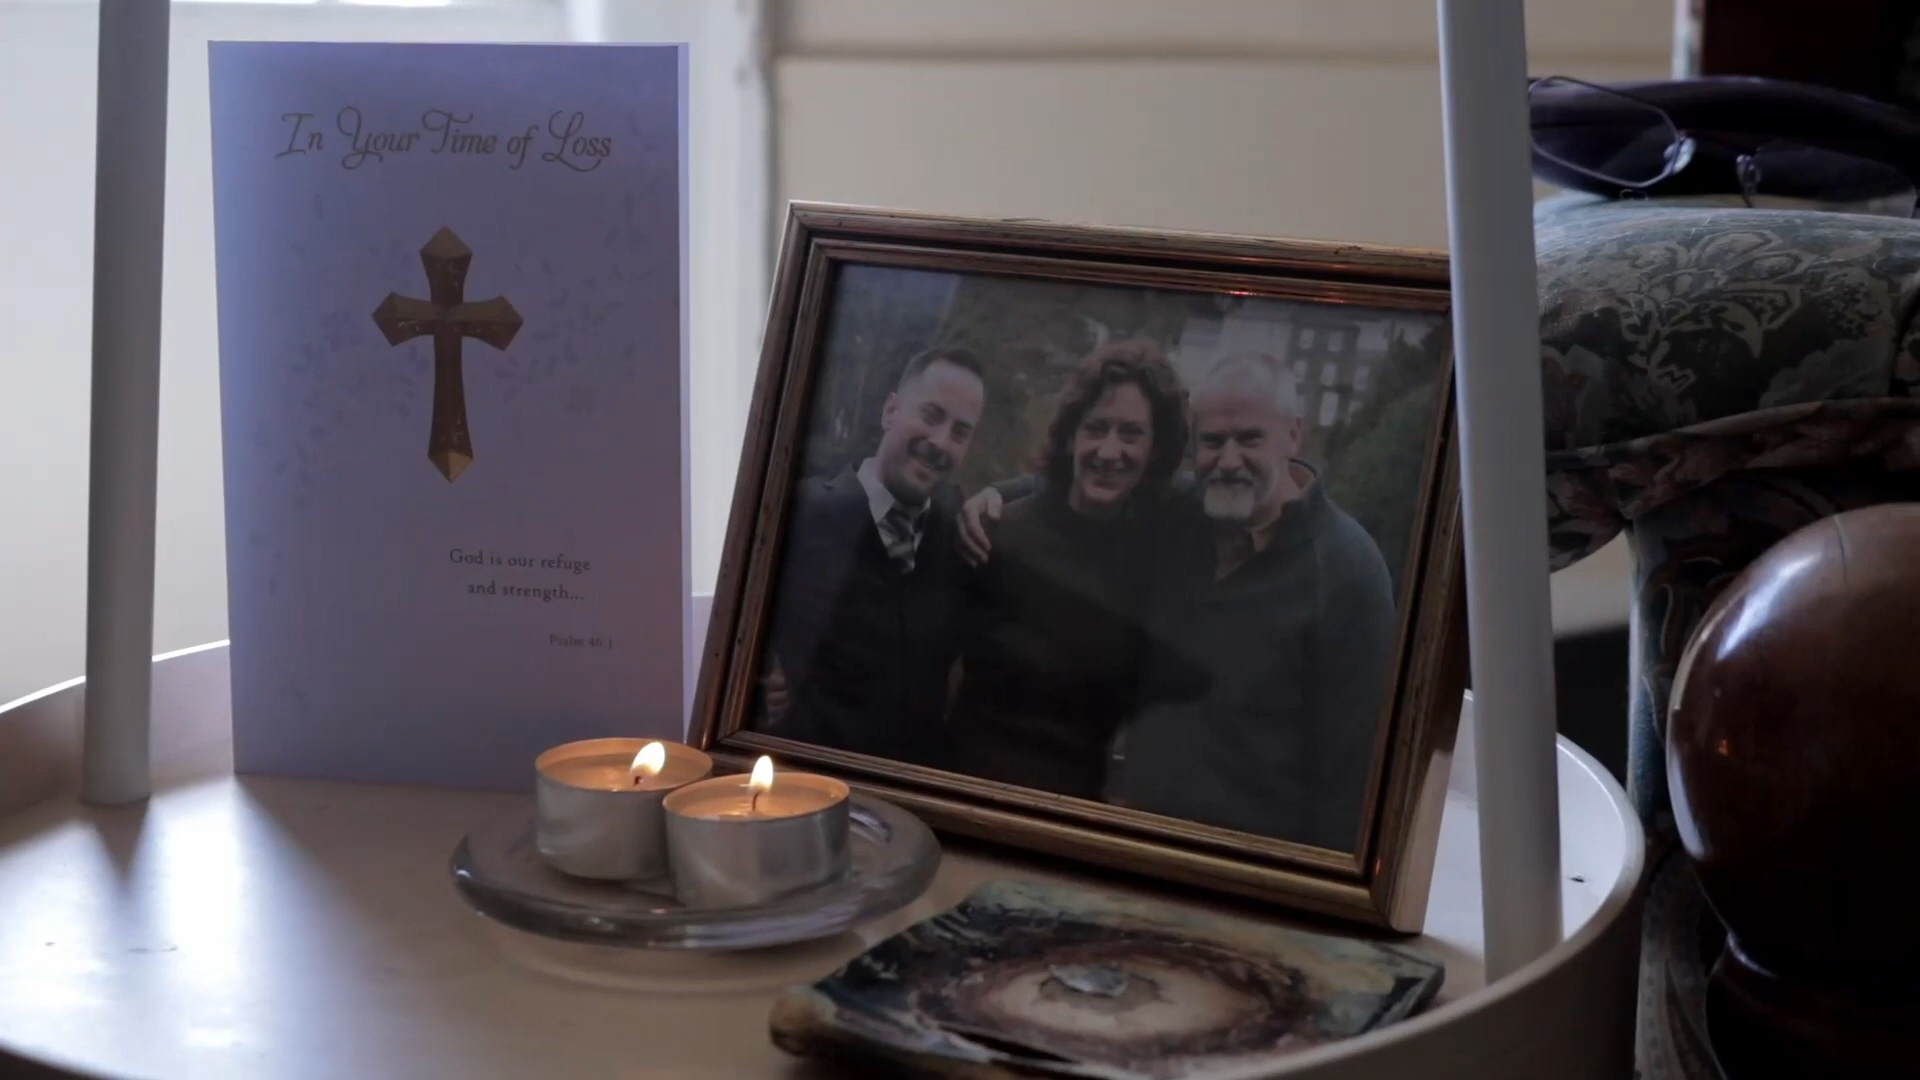 In Your Time of Loss
God is our refuge
and strength...
Psalm 46:1